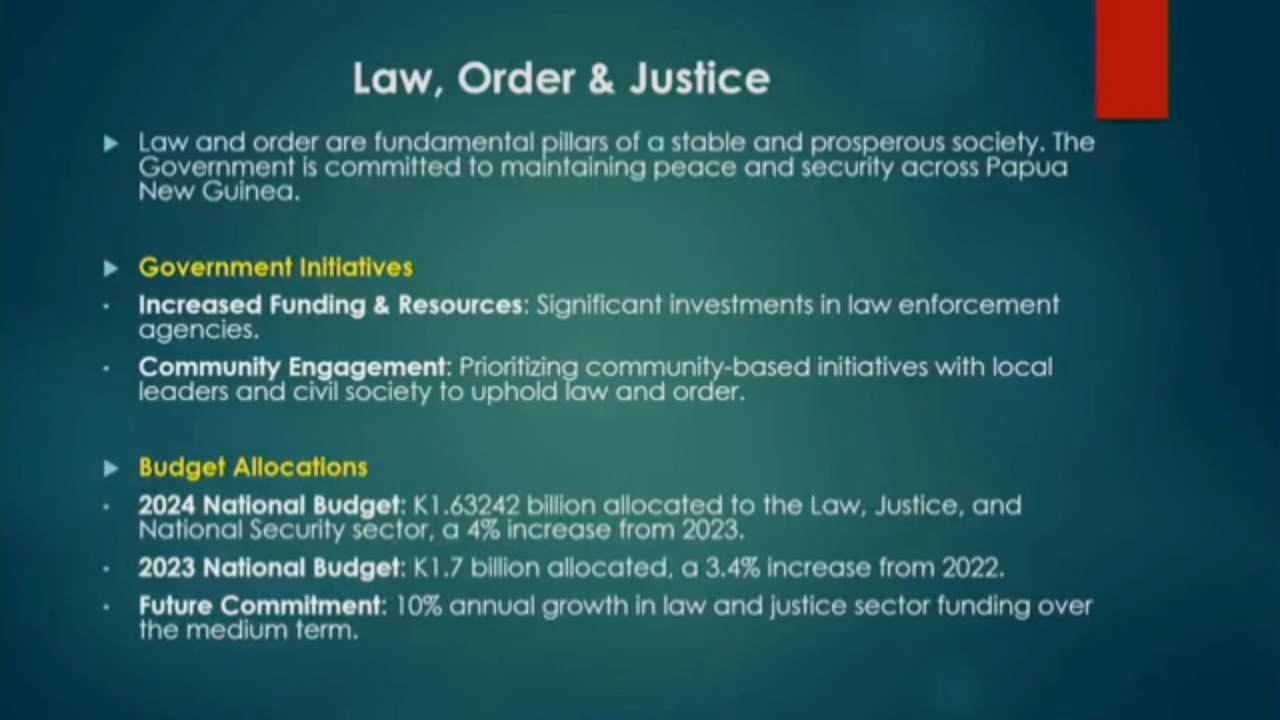 Law, Order & Justice
Law and order are fundamental pillars of a stable and prosperous society. The
Government is committed to maintaining peace and security across Papua
New Guinea.
Government Initiatives
Increased Funding & Resources: Significant investments in law enforcement
agencies.
Community Engagement: Prioritizing community-based initiatives with local
leaders and civil society to uphold law and order.
Budget Allocations
2024 National Budget: K1.63242 billion allocated to the Law, Justice, and
National Security sector, a 4% increase from 2023.
2023 National Budget: K1.7 billion allocated, a 3.4% increase from 2022.
Future Commitment: 10% annual growth in law and justice sector funding over
the medium term.